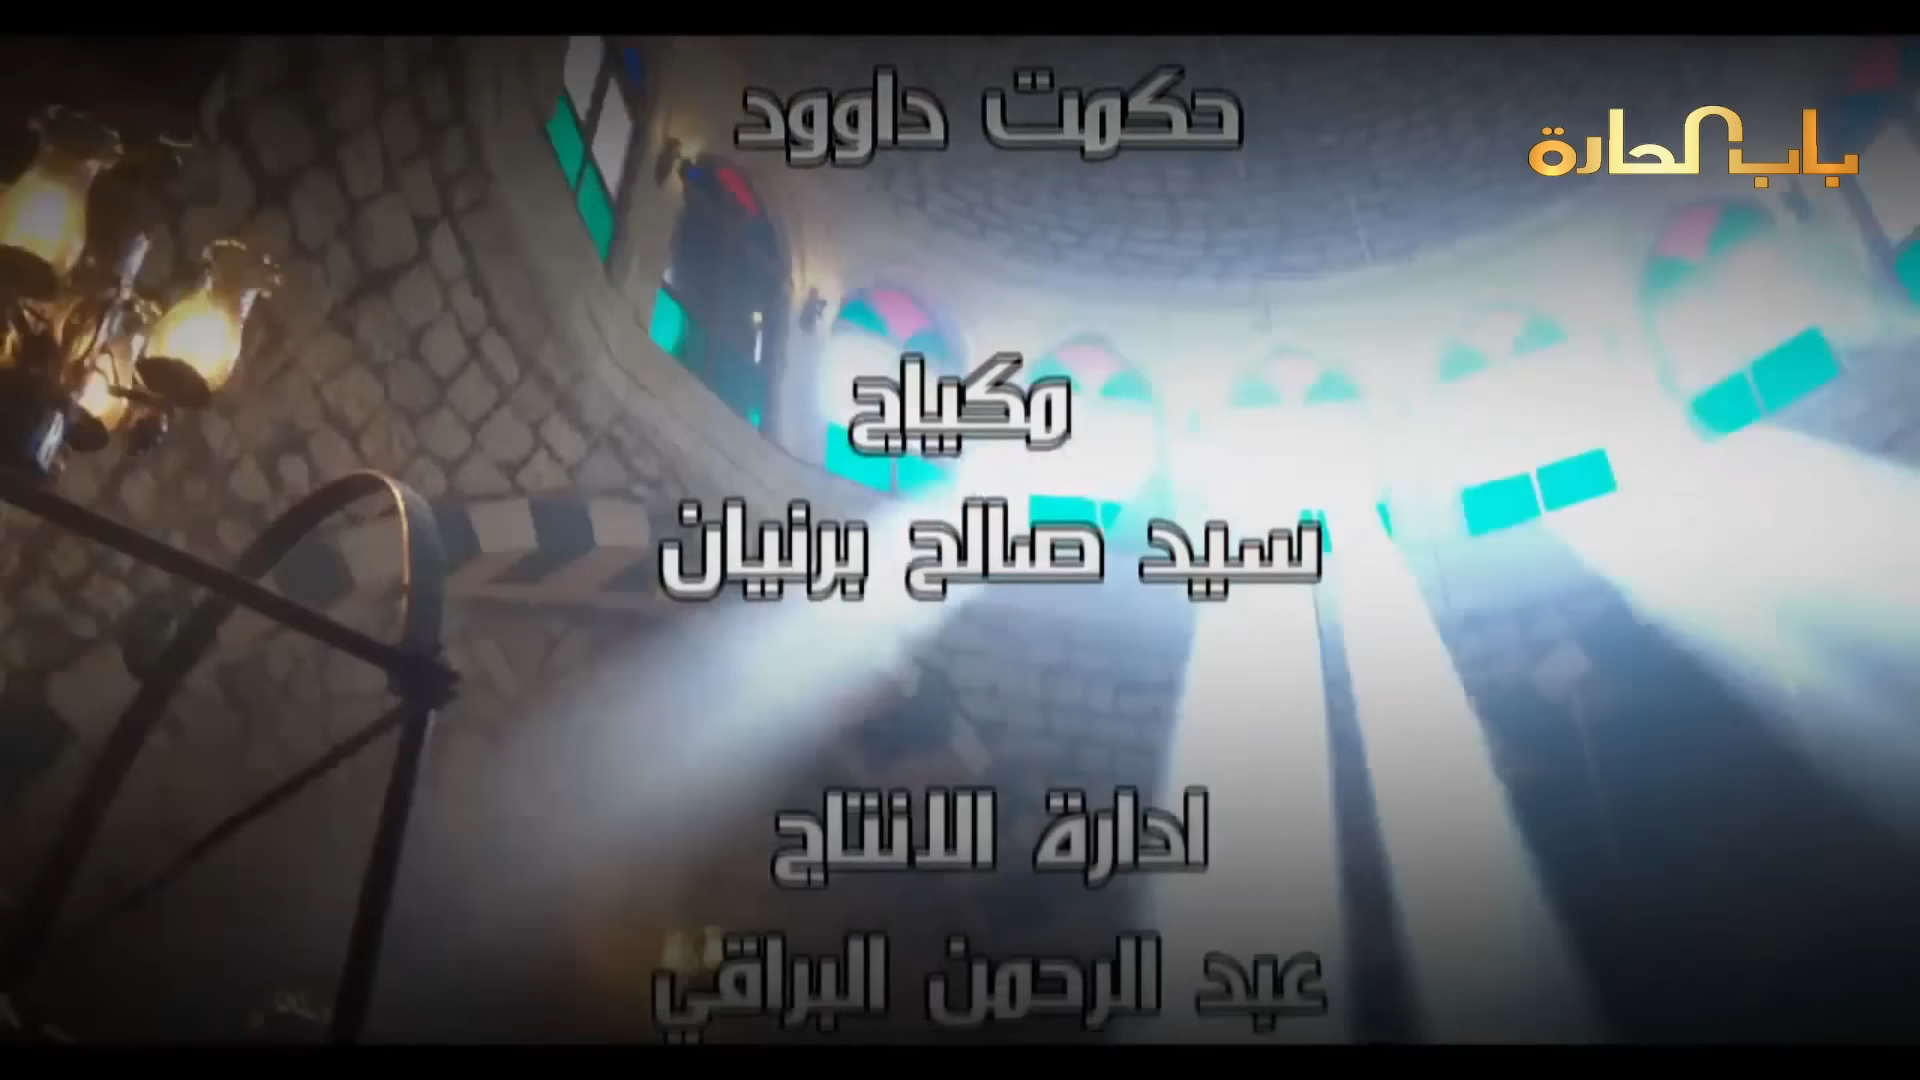 حكمت داوود
باب الحارة
مكياج
سيد صالح برنيان
ادارة الانتاج
عبد الرحمن البراقي